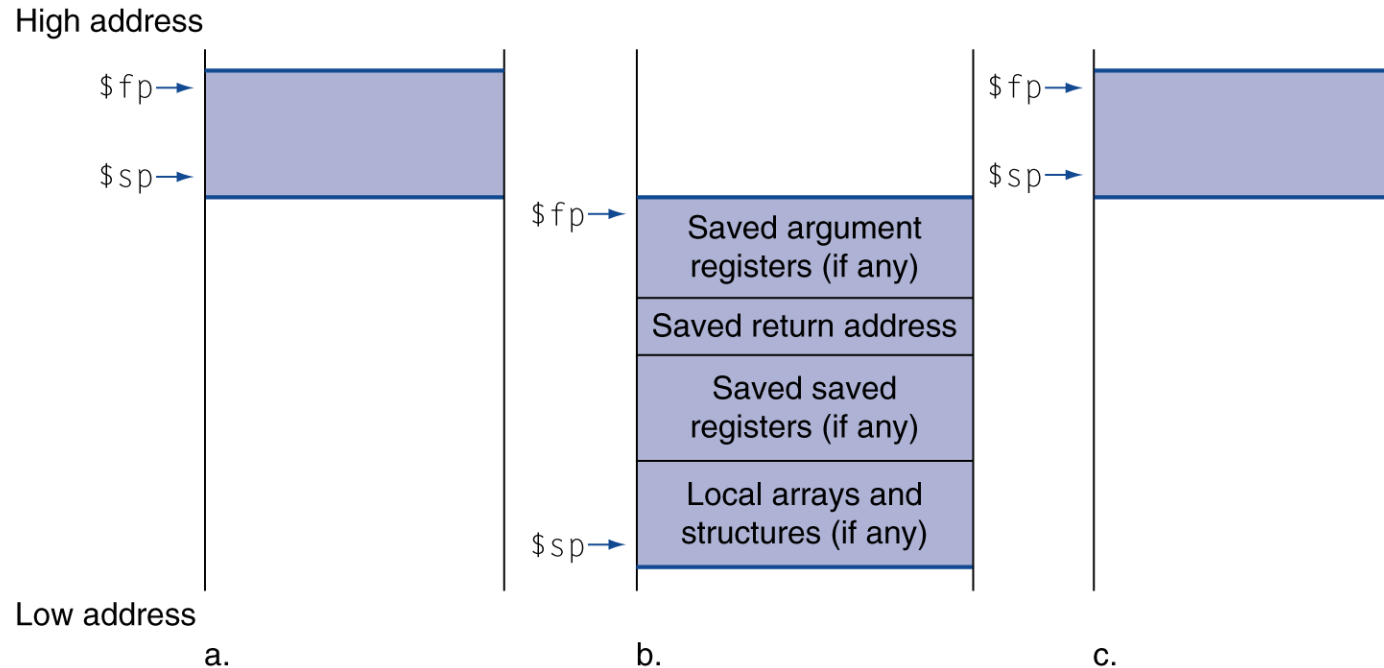 High address
$fp
$sp
$fp
Saved argument
registers (if any)
Saved return address
Saved saved
registers (if any)
Local arrays and
structures (if any)
$sp
$fp
$sp
Low address
a.
b.
c.